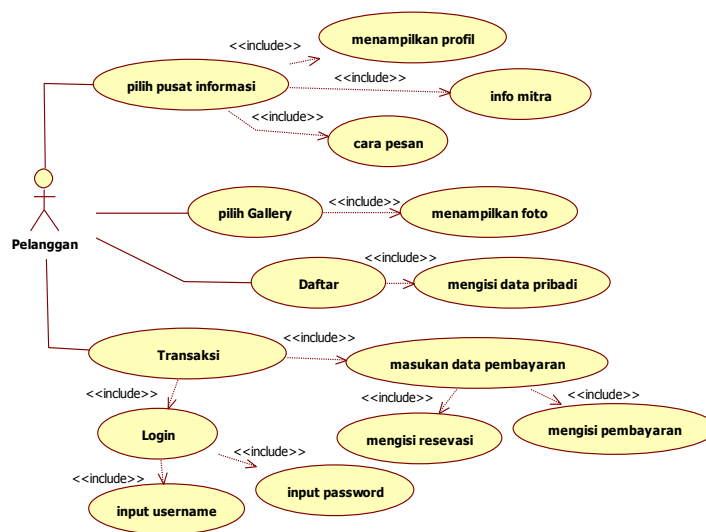 menampilkan profil
<<include>>
pilih pusat informasi
<<include>>
info mitra
<<include>>
cara pesan
Pelanggan
pilih Gallery
<<include>>
menampilkan foto
Daftar
<<include>>
mengisi data pribadi
Transaksi
<<include>>
masukan data pembayaran
<<include>>
<<include>>
<<include>>
Login
mengisi resevasi
mengisi pembayaran
<<include>>
<<include>>
input username
input password